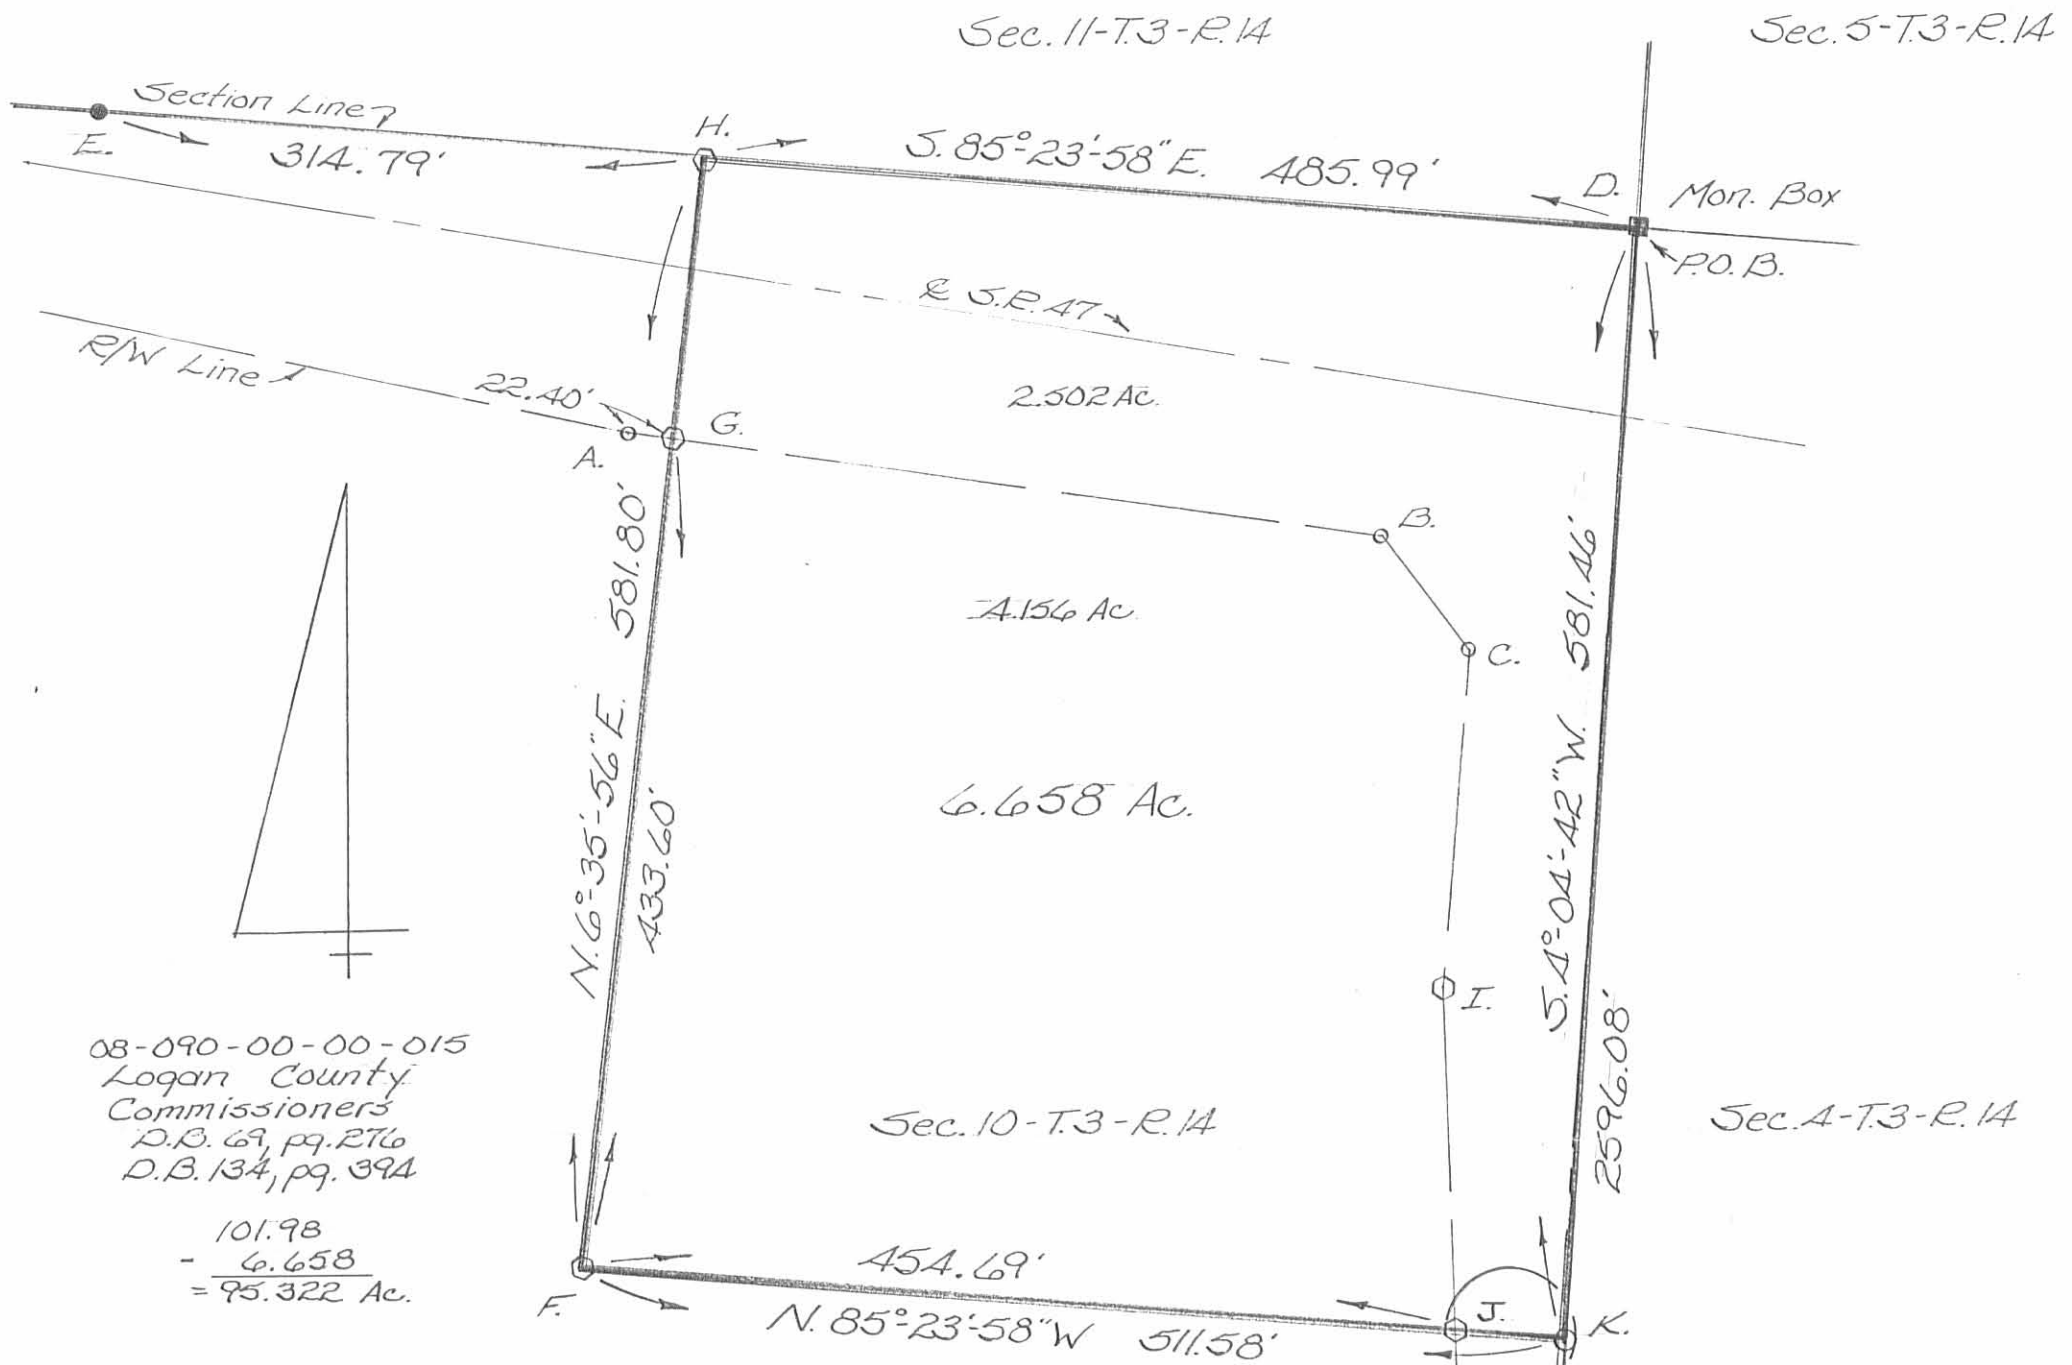 Sec. 11-T.3-R.14
Sec. 5-T.3-R.14
Section Line
E.
314.79'
H.
S. 85°-23'-58" E. 485.99'
D.
Mon. Box
P.O.B.
℄ S.R. 47
R/W Line
22.40'
A.
G.
2.502 Ac.
B.
C.
4.156 Ac.
N. 6°-35'-56" E. 581.80'
433.60'
6.658 Ac.
S. 4°-04'-42" W. 581.46'
2596.08'
I.
08-090-00-00-015
Logan County
Commissioners
D.B. 69, pg. 276
D.B. 134, pg. 394
Sec. 10-T.3-R.14
Sec. 4-T.3-R.14
101.98
- 6.658
= 95.322 Ac.
F.
454.69'
N. 85°-23'-58" W 511.58'
J.
K.